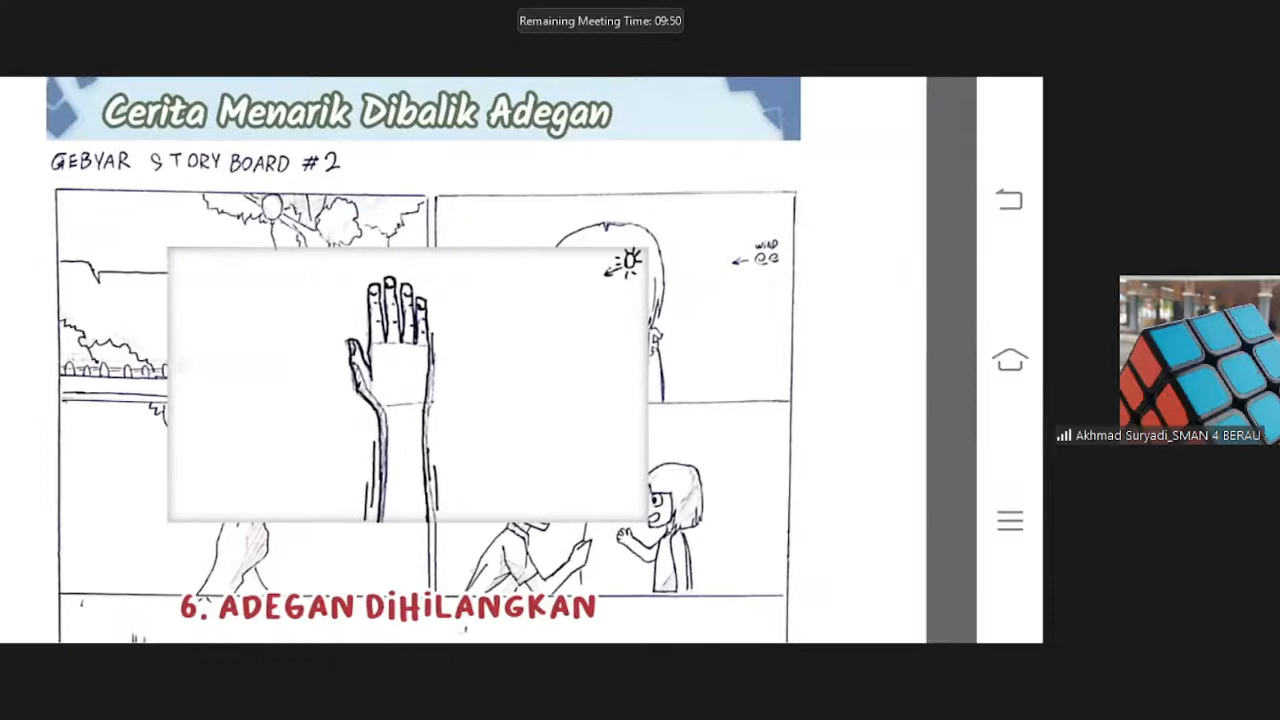 Remaining Meeting Time: 09:50
Cerita Menarik Dibalik Adegan
GEBYAR STORY BOARD #2
WIND
6. ADEGAN DIHILANGKAN
Akhmad Suryadi_SMAN 4 BERAU